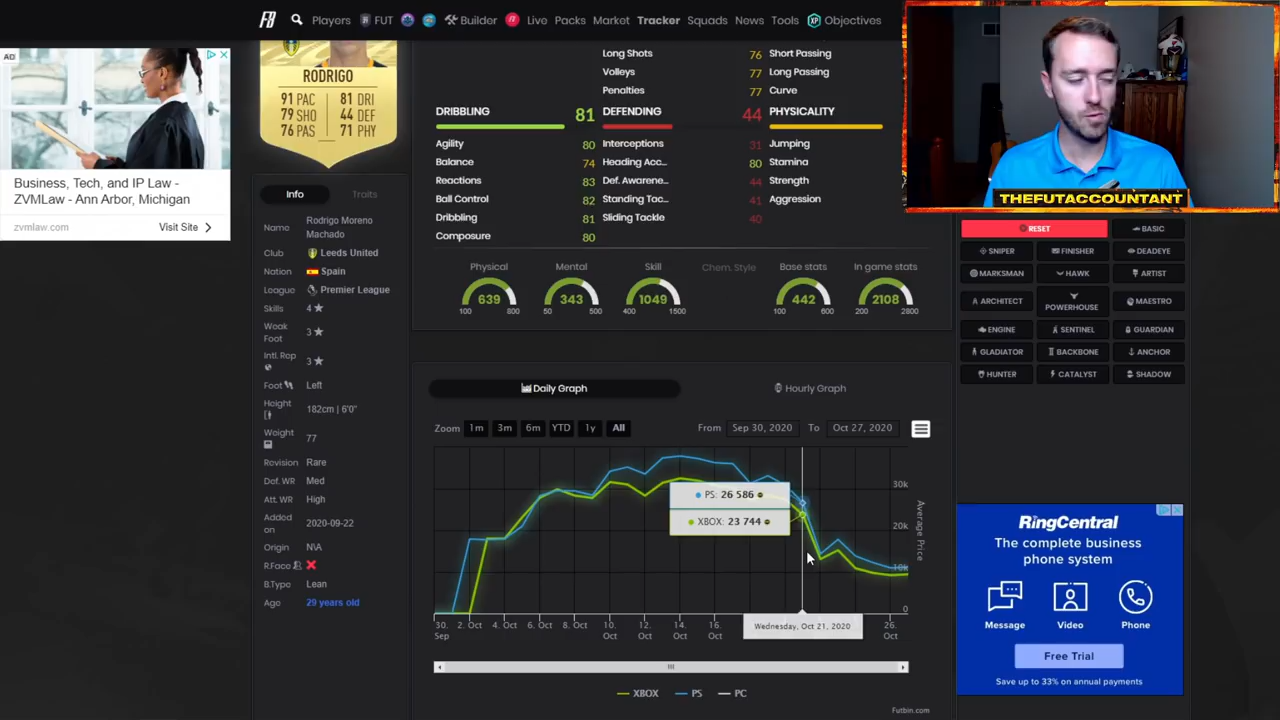 Players
FUT
Builder
Live
Packs
Market
Tracker
Squads
News
Tools
XP
Objectives
AD
Business, Tech, and IP Law -
ZVMLaw - Ann Arbor, Michigan
zvmlaw.com
Visit Site
RODRIGO
91 PAC 81 DRI
79 SHO 44 DEF
76 PAS 71 PHY
Info
Traits
Name Rodrigo Moreno Machado
Club Leeds United
Nation Spain
League Premier League
Skills 4
Weak Foot 3
Intl. Rep 3
Foot Left
Height 182cm | 6'0"
Weight 77
Revision Rare
Def. WR Med
Att. WR High
Added on 2020-09-22
Origin N\A
R.Face
B.Type Lean
Age 29 years old
Long Shots 76
Volleys 77
Penalties 77
Short Passing
Long Passing
Curve
DRIBBLING 81
Agility 80
Balance 74
Reactions 83
Ball Control 82
Dribbling 81
Composure 80
DEFENDING 44
Interceptions 31
Heading Acc... 80
Def. Awarene... 44
Standing Tac... 41
Sliding Tackle 40
PHYSICALITY
Jumping
Stamina
Strength
Aggression
Physical
639
100 800
Mental
343
50 500
Skill
1049
400 1500
Chem. Style
Base stats
442
100 600
In game stats
2108
200 2800
Daily Graph
Hourly Graph
Zoom 1m 3m 6m YTD 1y All
From Sep 30, 2020 To Oct 27, 2020
PS: 26 586
XBOX: 23 744
30k
20k
10k
0
Average Price
30. Sep
2. Oct
4. Oct
6. Oct
8. Oct
10. Oct
12. Oct
14. Oct
16. Oct
Wednesday, Oct 21, 2020
26. Oct
XBOX PS PC
Futbin.com
THEFUTACCOUNTANT
RESET
BASIC
SNIPER
FINISHER
DEADEYE
MARKSMAN
HAWK
ARTIST
ARCHITECT
POWERHOUSE
MAESTRO
ENGINE
SENTINEL
GUARDIAN
GLADIATOR
BACKBONE
ANCHOR
HUNTER
CATALYST
SHADOW
RingCentral
The complete business
phone system
Message
Video
Phone
Free Trial
Save up to 33% on annual payments